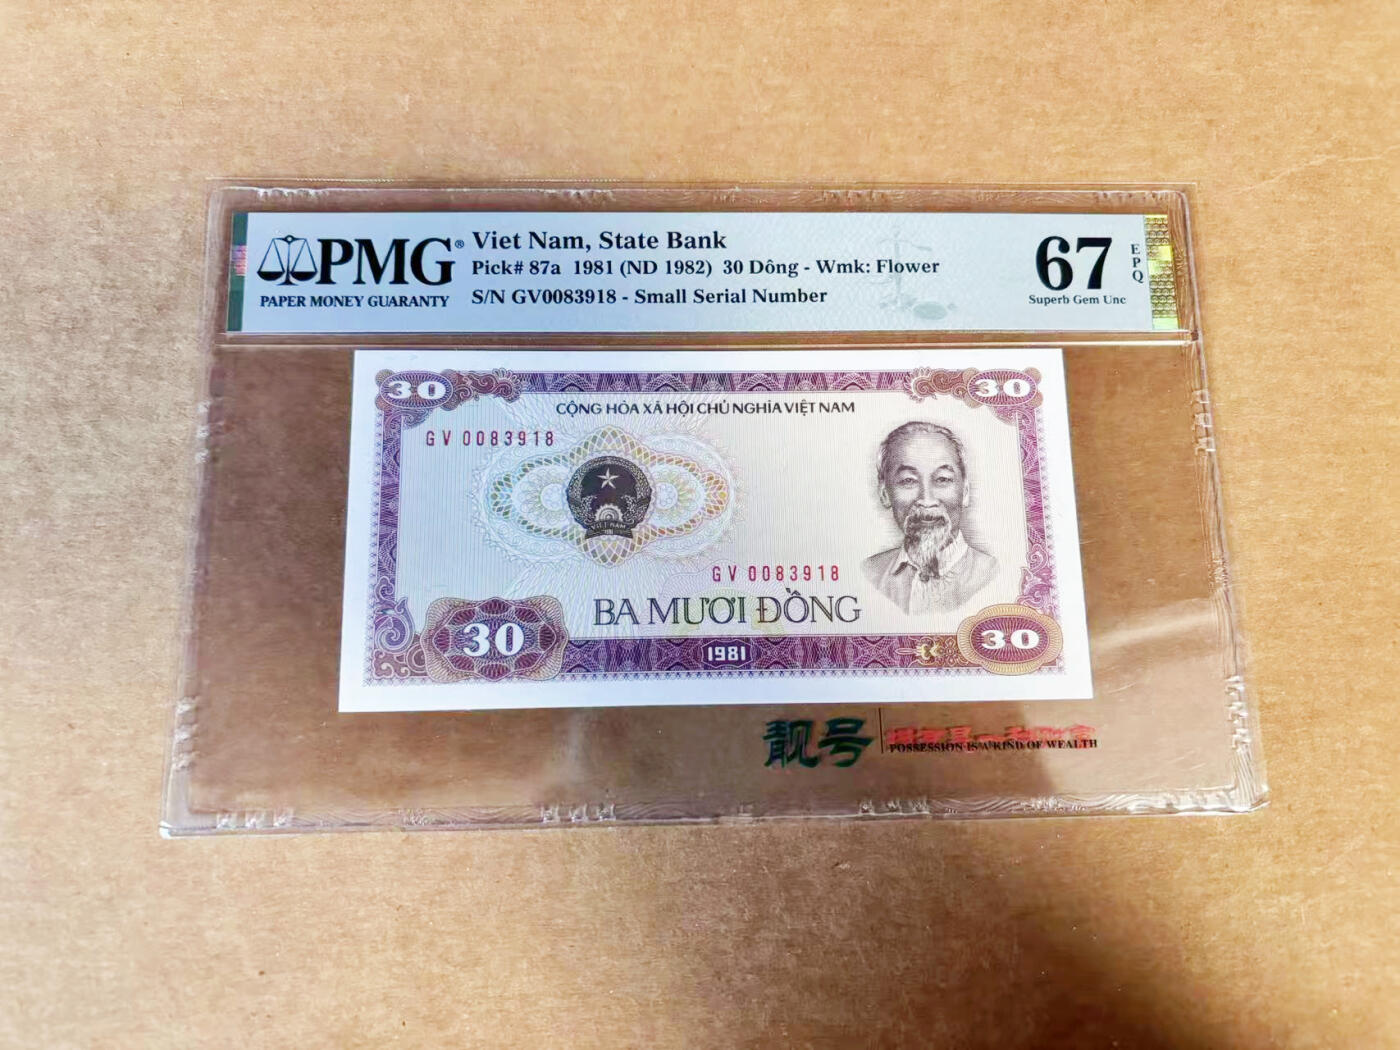 PMG®
PAPER MONEY GUARANTY
Viet Nam, State Bank
Pick# 87a 1981 (ND 1982) 30 Dông - Wmk: Flower
S/N GV0083918 - Small Serial Number
67
EPQ
Superb Gem Unc
30
30
CỘNG HÒA XÃ HỘI CHỦ NGHĨA VIỆT NAM
GV 0083918
VIỆT NAM
GV 0083918
BA MƯƠI ĐỒNG
30
1981
30
靓号
POSSESSION IS A KIND OF WEALTH